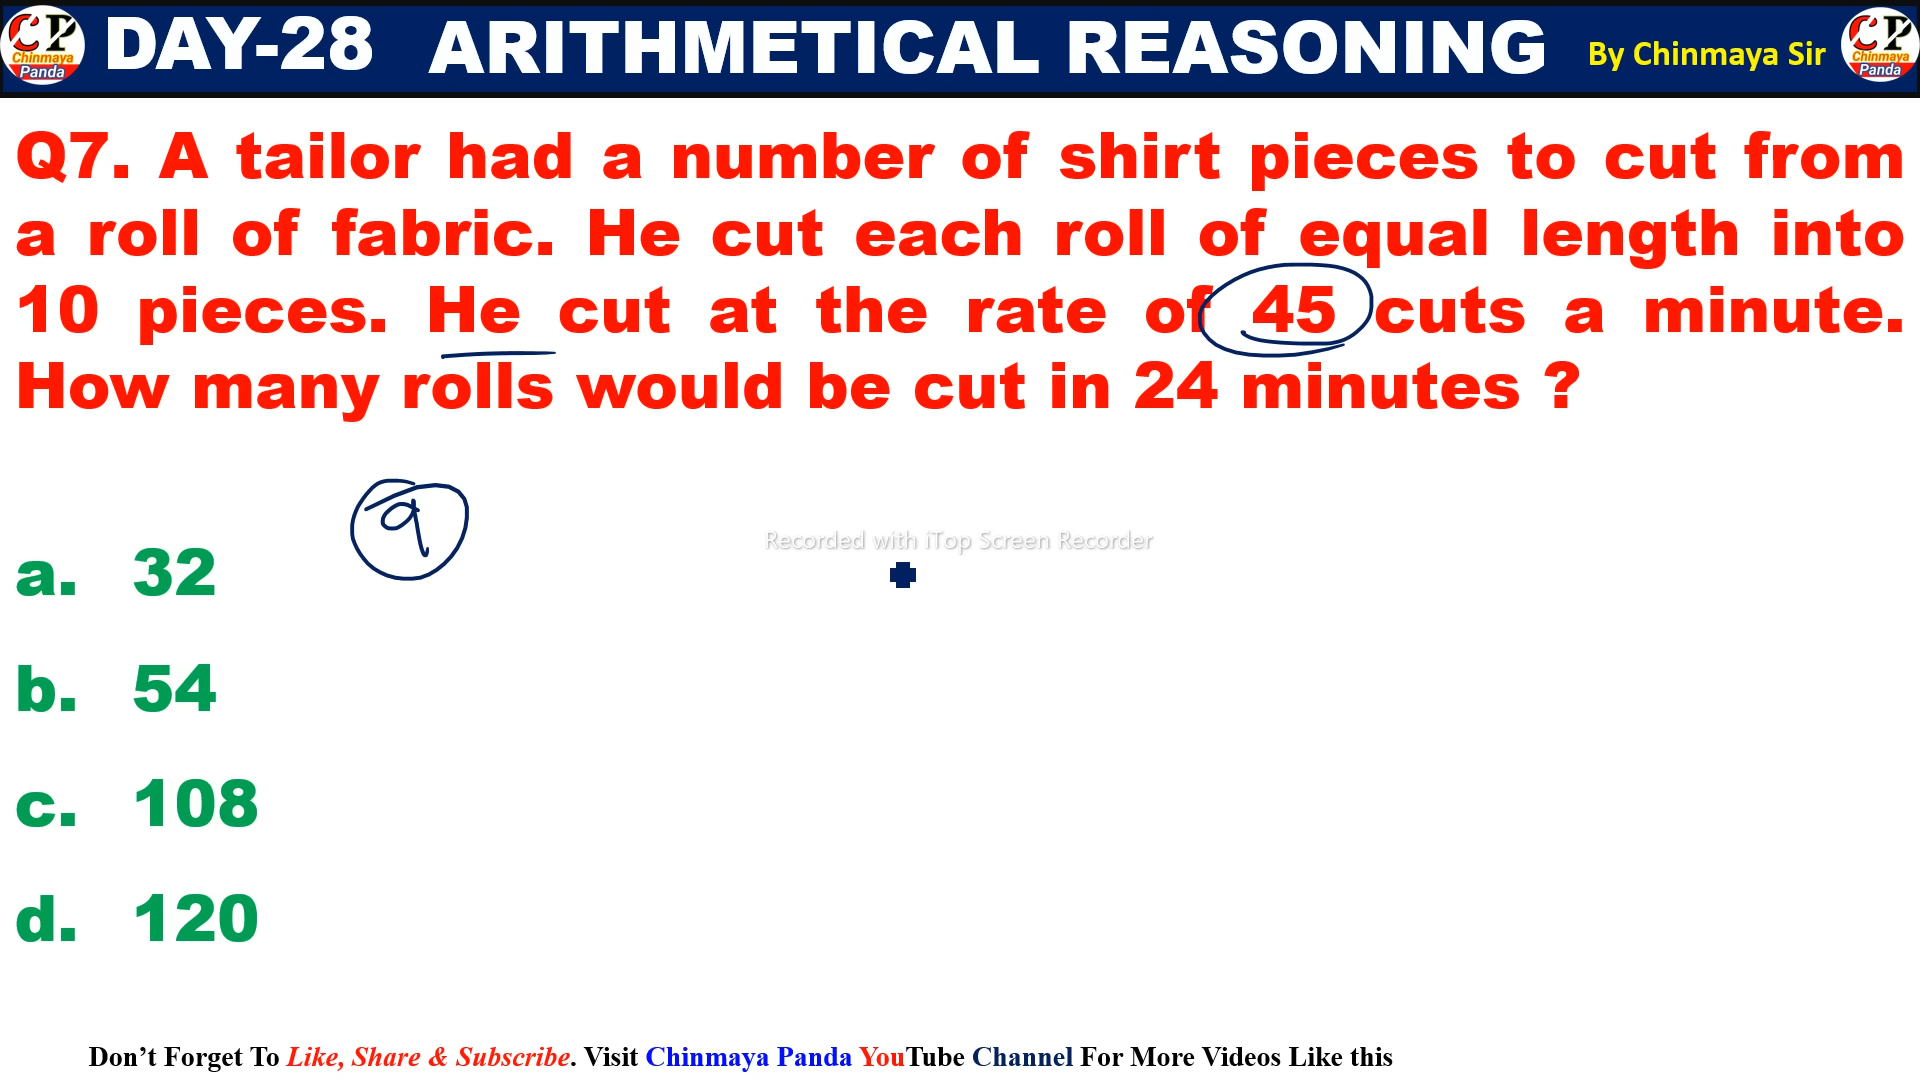 CP Chinmaya Panda DAY-28 ARITHMETICAL REASONING By Chinmaya Sir CP Chinmaya Panda
Q7. A tailor had a number of shirt pieces to cut from
a roll of fabric. He cut each roll of equal length into
10 pieces. He cut at the rate of 45 cuts a minute.
How many rolls would be cut in 24 minutes ?
9
Recorded with iTop Screen Recorder
a. 32
b. 54
c. 108
d. 120
Don’t Forget To Like, Share & Subscribe. Visit Chinmaya Panda YouTube Channel For More Videos Like this